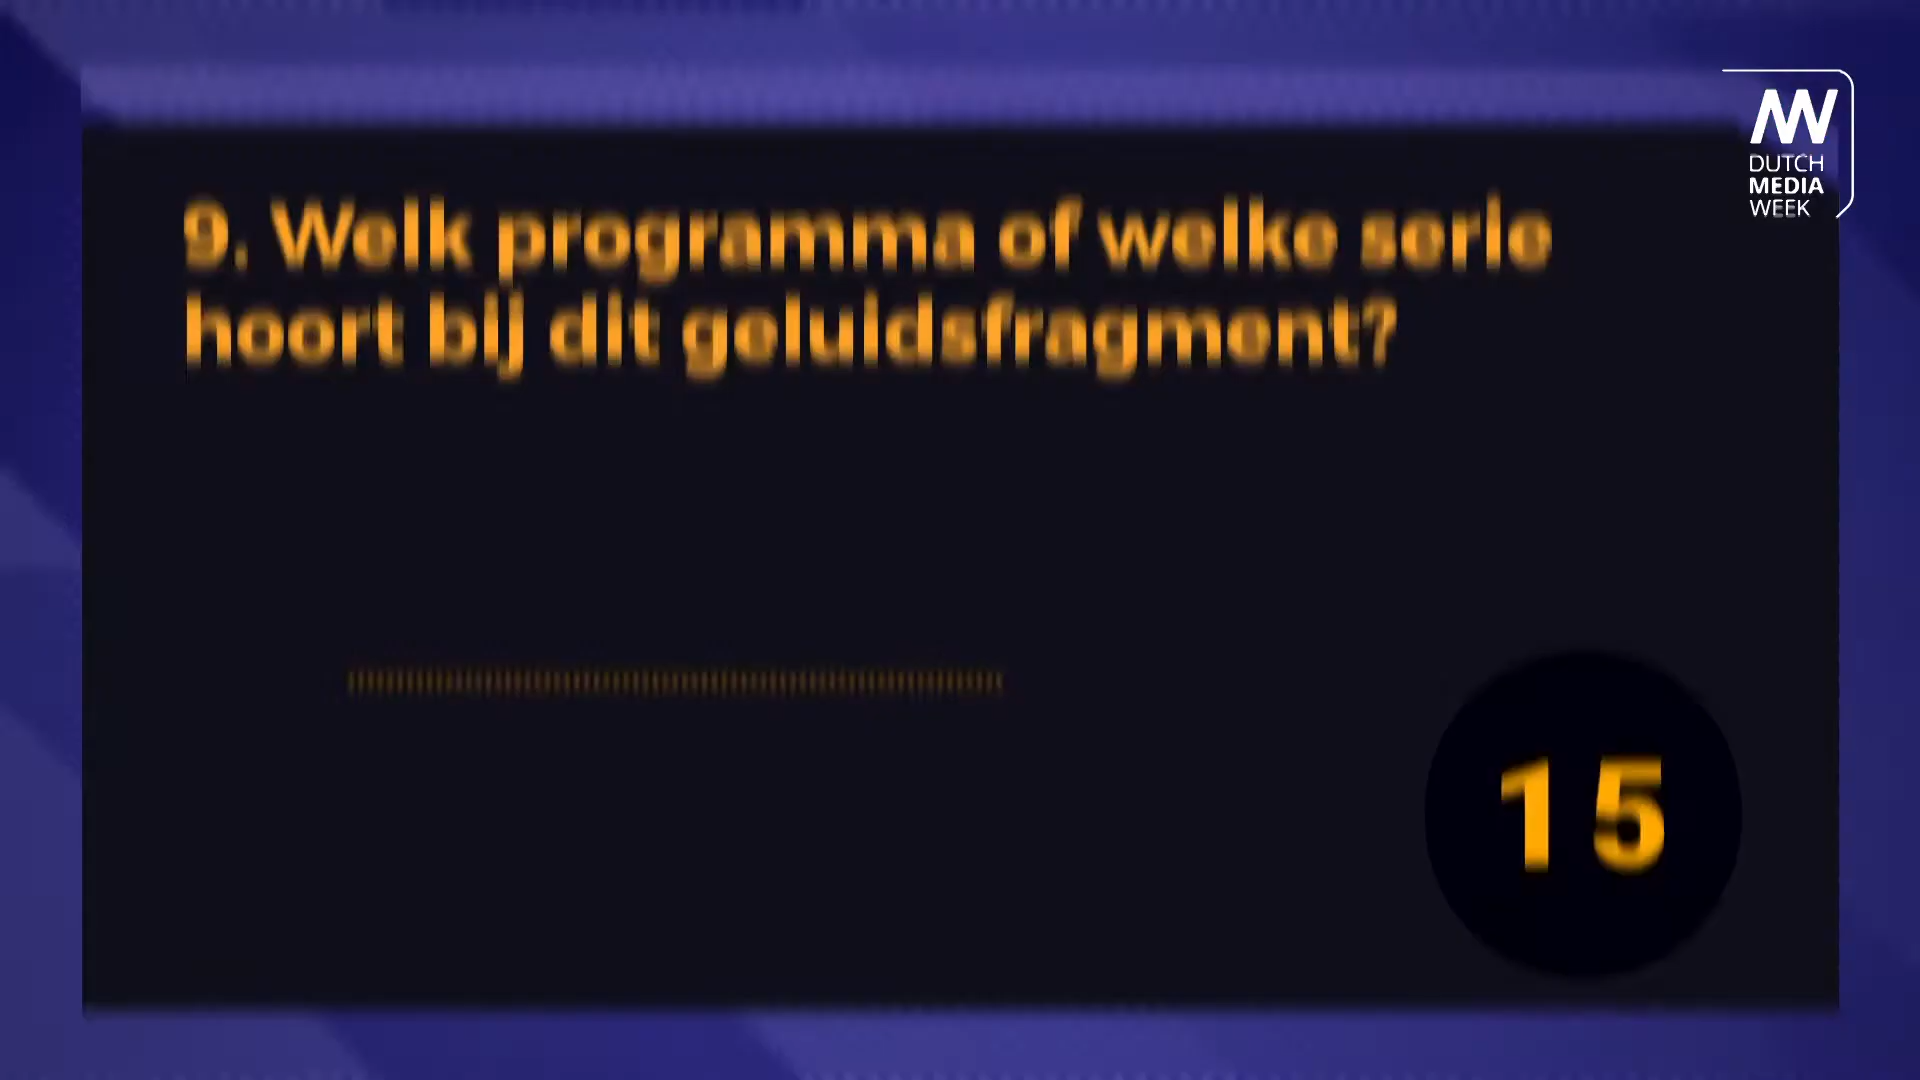 9. Welk programma of welke serie
hoort bij dit geluidsfragment?
15
DUTCH
MEDIA
WEEK